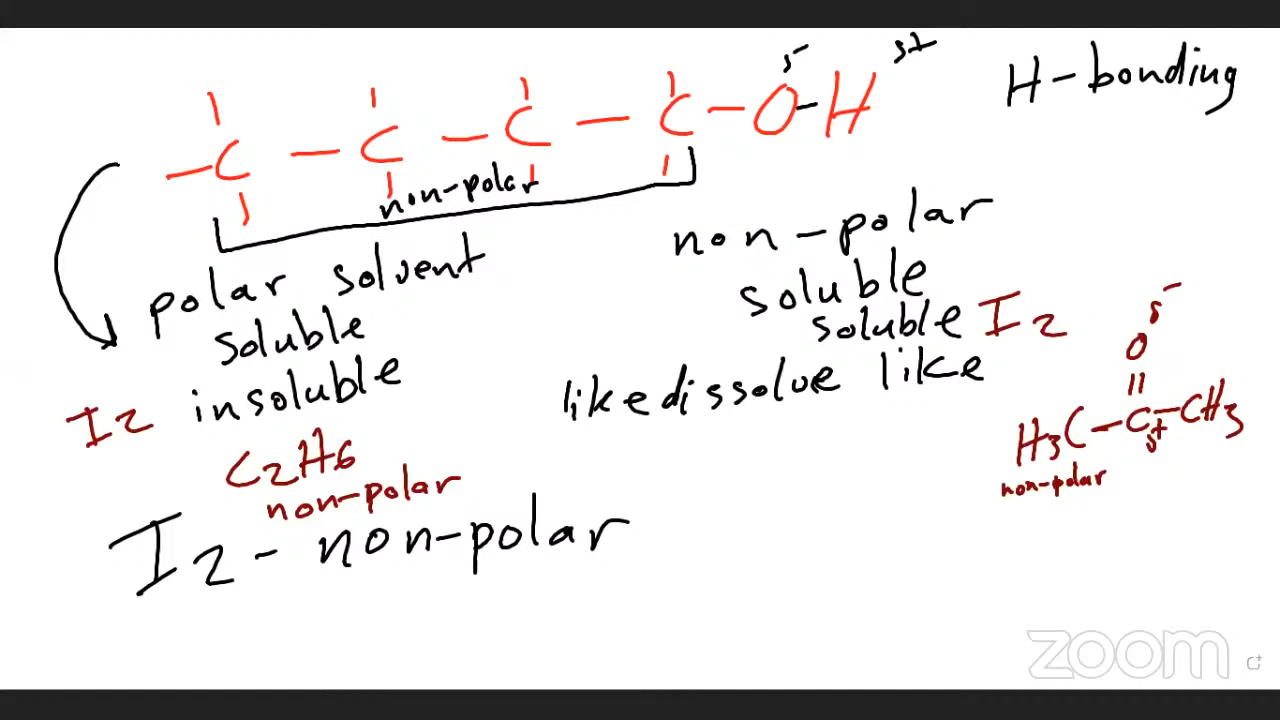 δ- δ+
C - C - C - C - O - H
H-bonding
non-polar
polar solvent
soluble
insoluble
I2
C2H6
non-polar
I2 - non-polar
non-polar
soluble
soluble I2
like dissolve like
δ-
O
H3C - C - CH3
δ+
non-polar
zoom